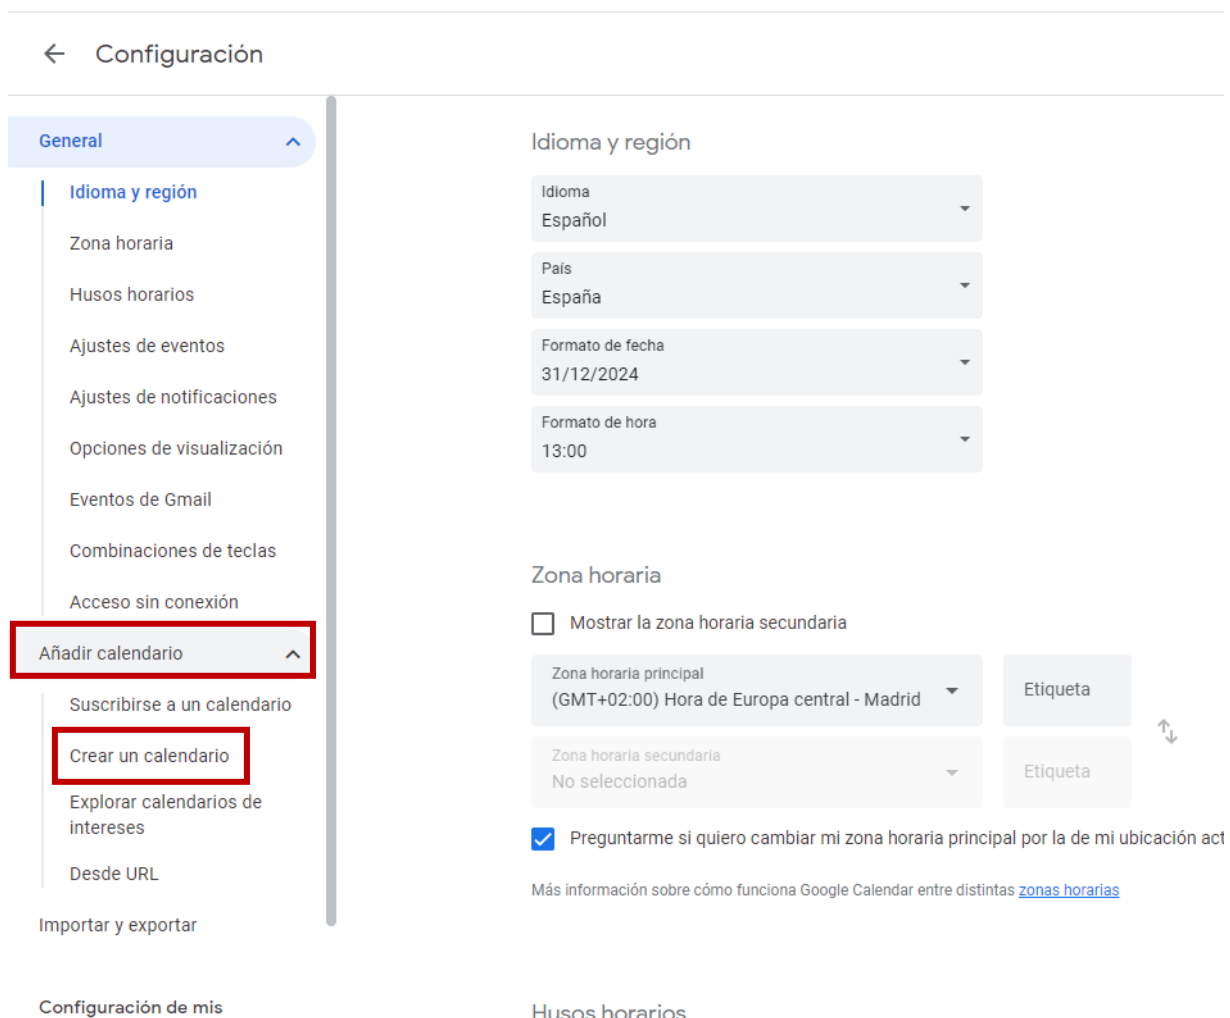 Configuración
General
Idioma y región
Zona horaria
Husos horarios
Ajustes de eventos
Ajustes de notificaciones
Opciones de visualización
Eventos de Gmail
Combinaciones de teclas
Acceso sin conexión
Añadir calendario
Suscribirse a un calendario
Crear un calendario
Explorar calendarios de
intereses
Desde URL
Importar y exportar
Configuración de mis
Idioma y región
Idioma
Español
País
España
Formato de fecha
31/12/2024
Formato de hora
13:00
Zona horaria
Mostrar la zona horaria secundaria
Zona horaria principal
(GMT+02:00) Hora de Europa central - Madrid
Etiqueta
Zona horaria secundaria
No seleccionada
Etiqueta
Preguntarme si quiero cambiar mi zona horaria principal por la de mi ubicación act
Más información sobre cómo funciona Google Calendar entre distintas zonas horarias
Husos horarios